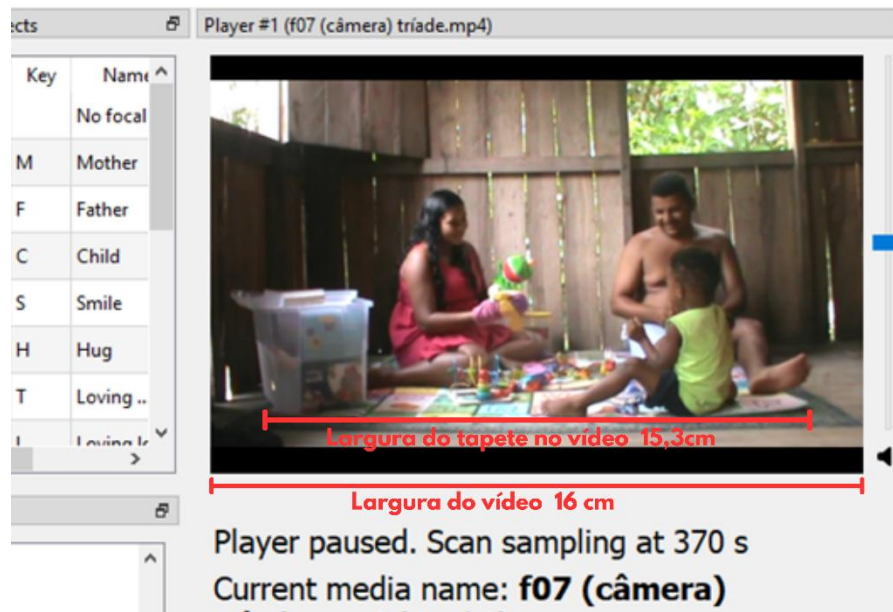 ects
Player #1 (f07 (câmera) tríade.mp4)
Key Name
No focal
M Mother
F Father
C Child
S Smile
H Hug
T Loving ..
Largura do tapete no vídeo 15,3cm
Largura do vídeo 16 cm
Player paused. Scan sampling at 370 s
Current media name: f07 (câmera)